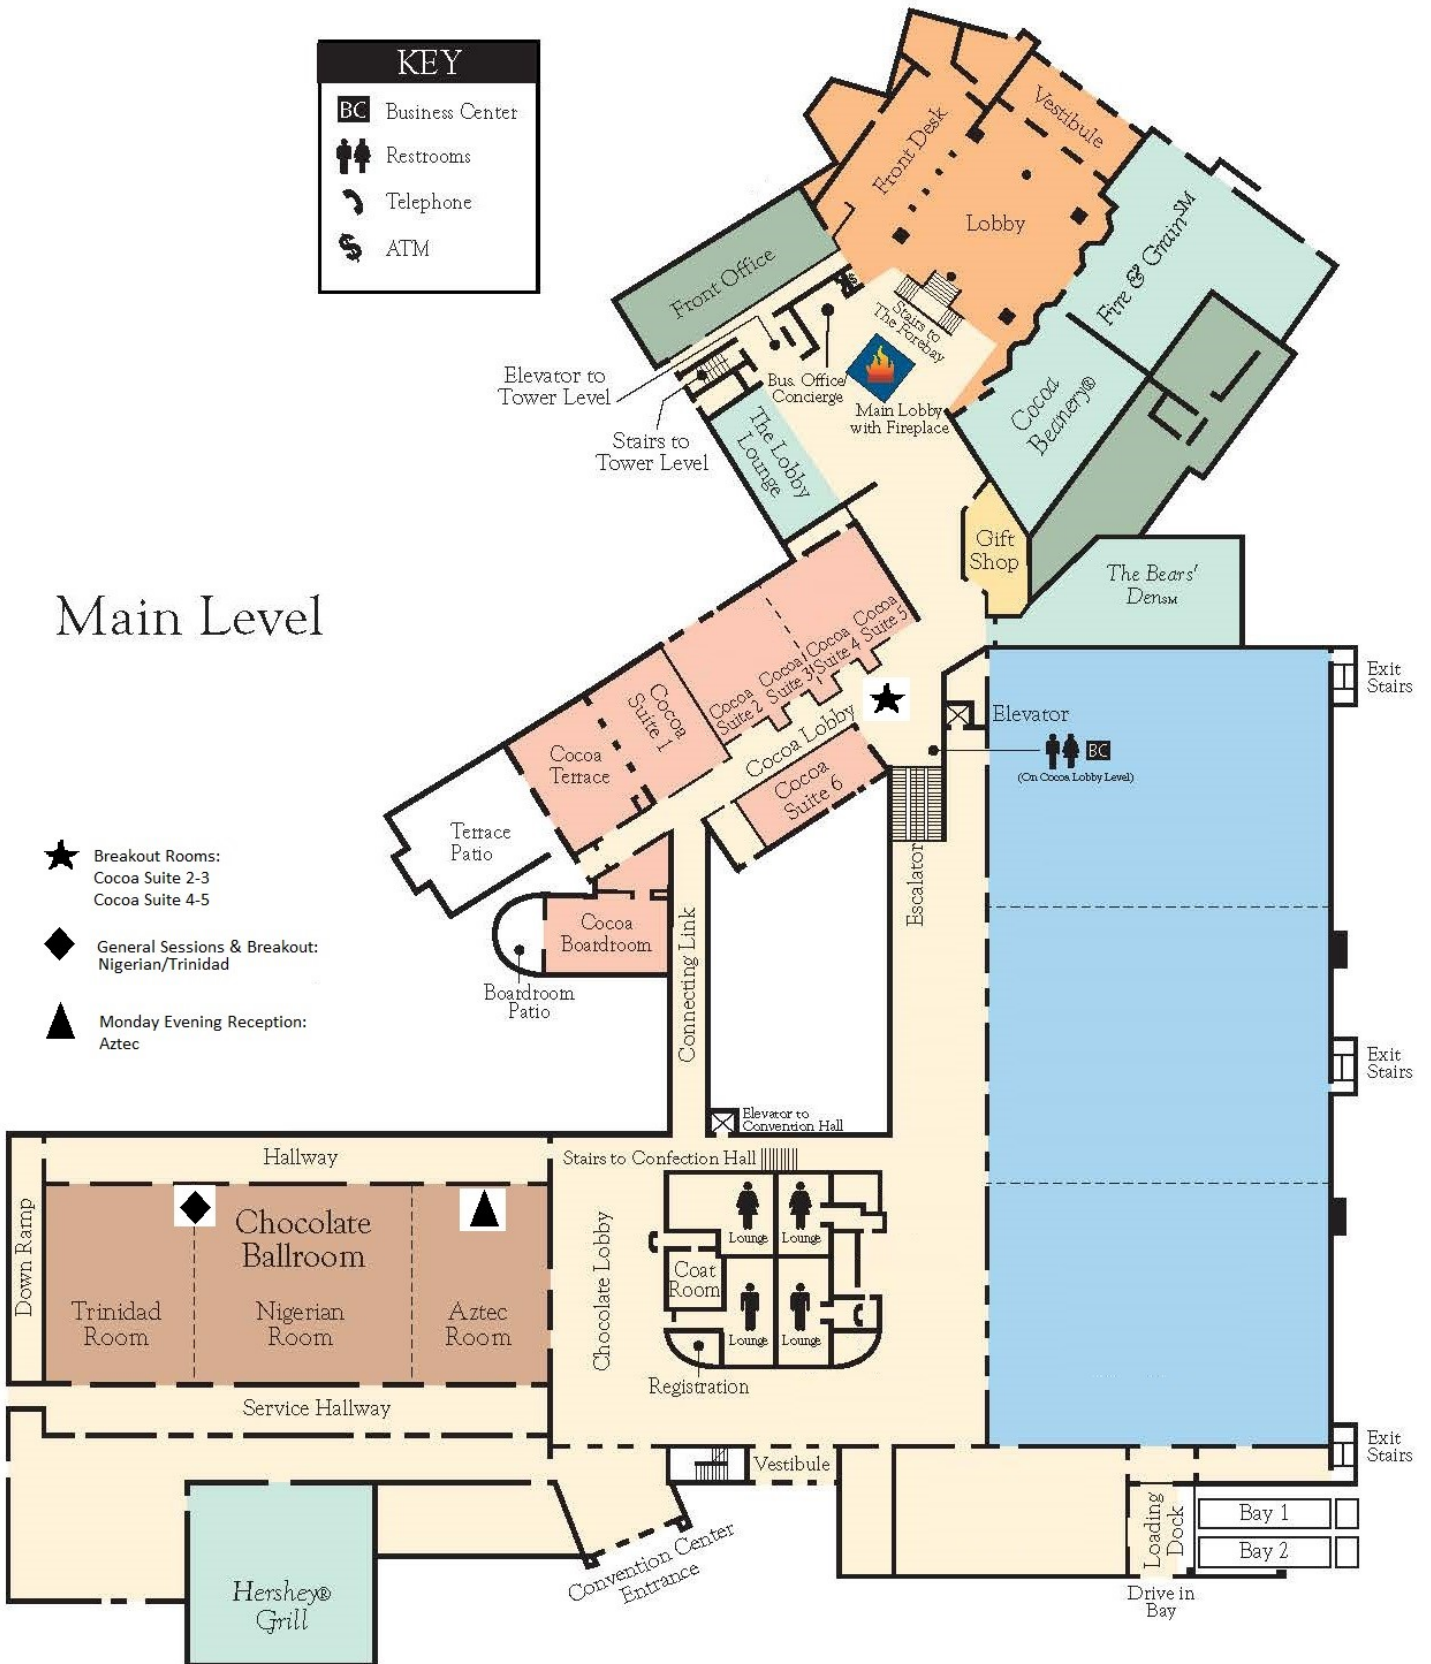 KEY
BC Business Center
Restrooms
Telephone
$ ATM
Vestibule
Front Desk
Lobby
Fire & Grain℠
Front Office
$
Stairs to
The Forebay
Elevator to
Tower Level
Bus. Office/
Concierge
Main Lobby
with Fireplace
Cocoa
Beanery®
Stairs to
Tower Level
The Lobby
Lounge
Gift
Shop
The Bears'
Den℠
Main Level
Cocoa
Suite 5
Cocoa
Suite 4
Cocoa
Suite 3
Cocoa
Suite 2
Cocoa
Suite 1
Exit
Stairs
Elevator
Cocoa Lobby
BC
(On Cocoa Lobby Level)
Cocoa
Terrace
Cocoa
Suite 6
Terrace
Patio
Breakout Rooms:
Cocoa Suite 2-3
Cocoa Suite 4-5
Escalator
Cocoa
Boardroom
General Sessions & Breakout:
Nigerian/Trinidad
Connecting Link
Boardroom
Patio
Monday Evening Reception:
Aztec
Exit
Stairs
Elevator to
Convention Hall
Hallway
Stairs to Confection Hall
Down Ramp
Chocolate
Ballroom
Chocolate Lobby
Lounge
Lounge
Coat
Room
Trinidad
Room
Nigerian
Room
Aztec
Room
Lounge
Lounge
Registration
Service Hallway
Vestibule
Exit
Stairs
Loading
Dock
Bay 1
Bay 2
Convention Center
Entrance
Drive in
Bay
Hershey®
Grill